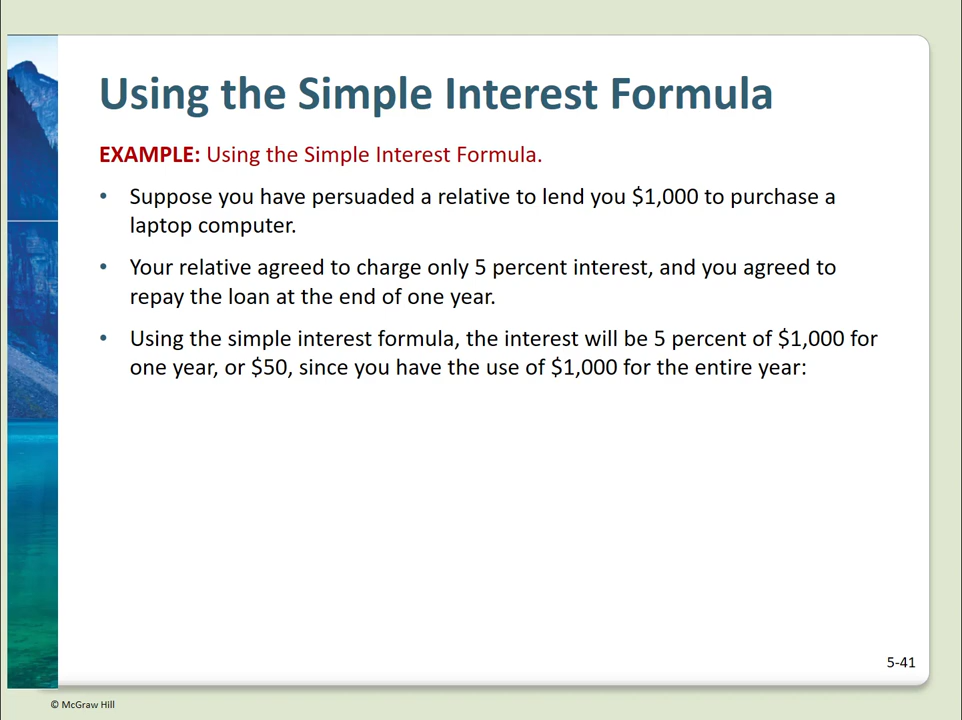 Using the Simple Interest Formula
EXAMPLE: Using the Simple Interest Formula.
• Suppose you have persuaded a relative to lend you $1,000 to purchase a
laptop computer.
• Your relative agreed to charge only 5 percent interest, and you agreed to
repay the loan at the end of one year.
• Using the simple interest formula, the interest will be 5 percent of $1,000 for
one year, or $50, since you have the use of $1,000 for the entire year:
5-41
© McGraw Hill